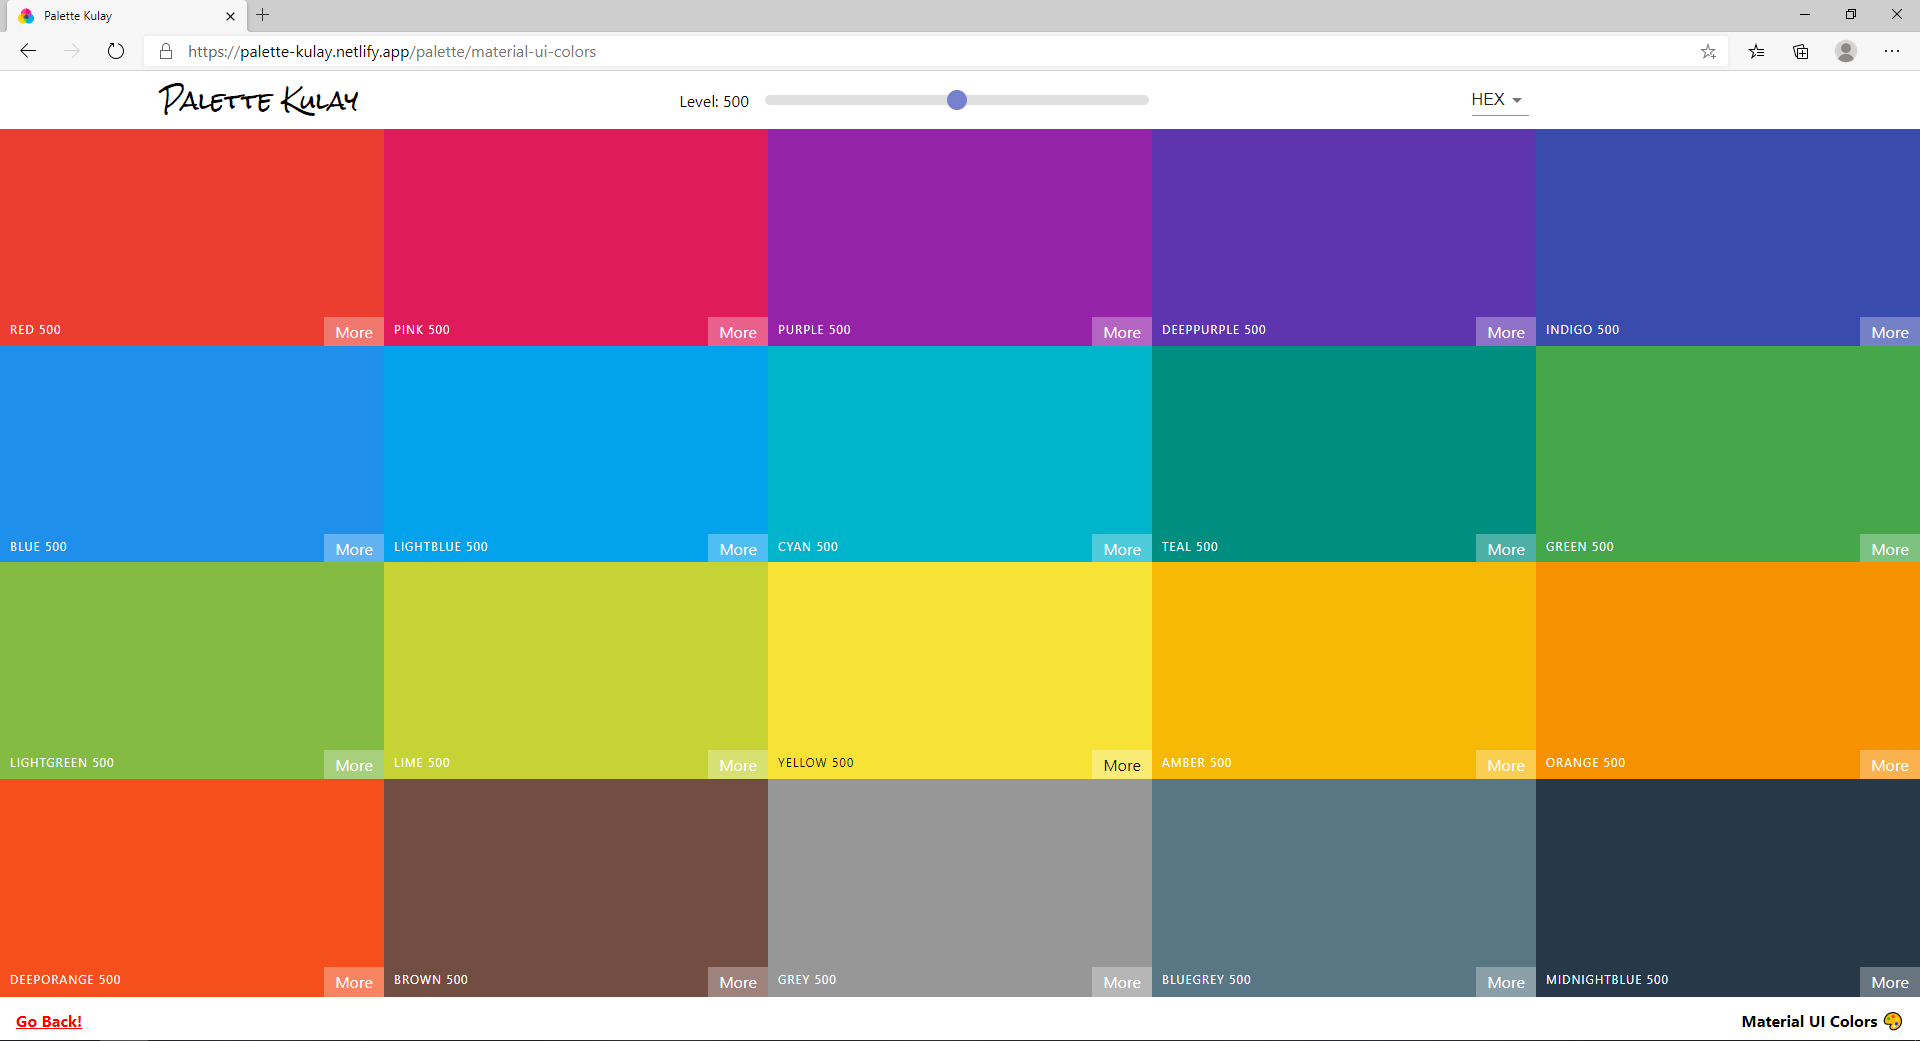 Palette Kulay
https://palette-kulay.netlify.app/palette/material-ui-colors
Palette Kulay
Level: 500
HEX
RED 500
More
PINK 500
More
PURPLE 500
More
DEEPPURPLE 500
More
INDIGO 500
More
BLUE 500
More
LIGHTBLUE 500
More
CYAN 500
More
TEAL 500
More
GREEN 500
More
LIGHTGREEN 500
More
LIME 500
More
YELLOW 500
More
AMBER 500
More
ORANGE 500
More
DEEPORANGE 500
More
BROWN 500
More
GREY 500
More
BLUEGREY 500
More
MIDNIGHTBLUE 500
More
Go Back!
Material UI Colors 🎨